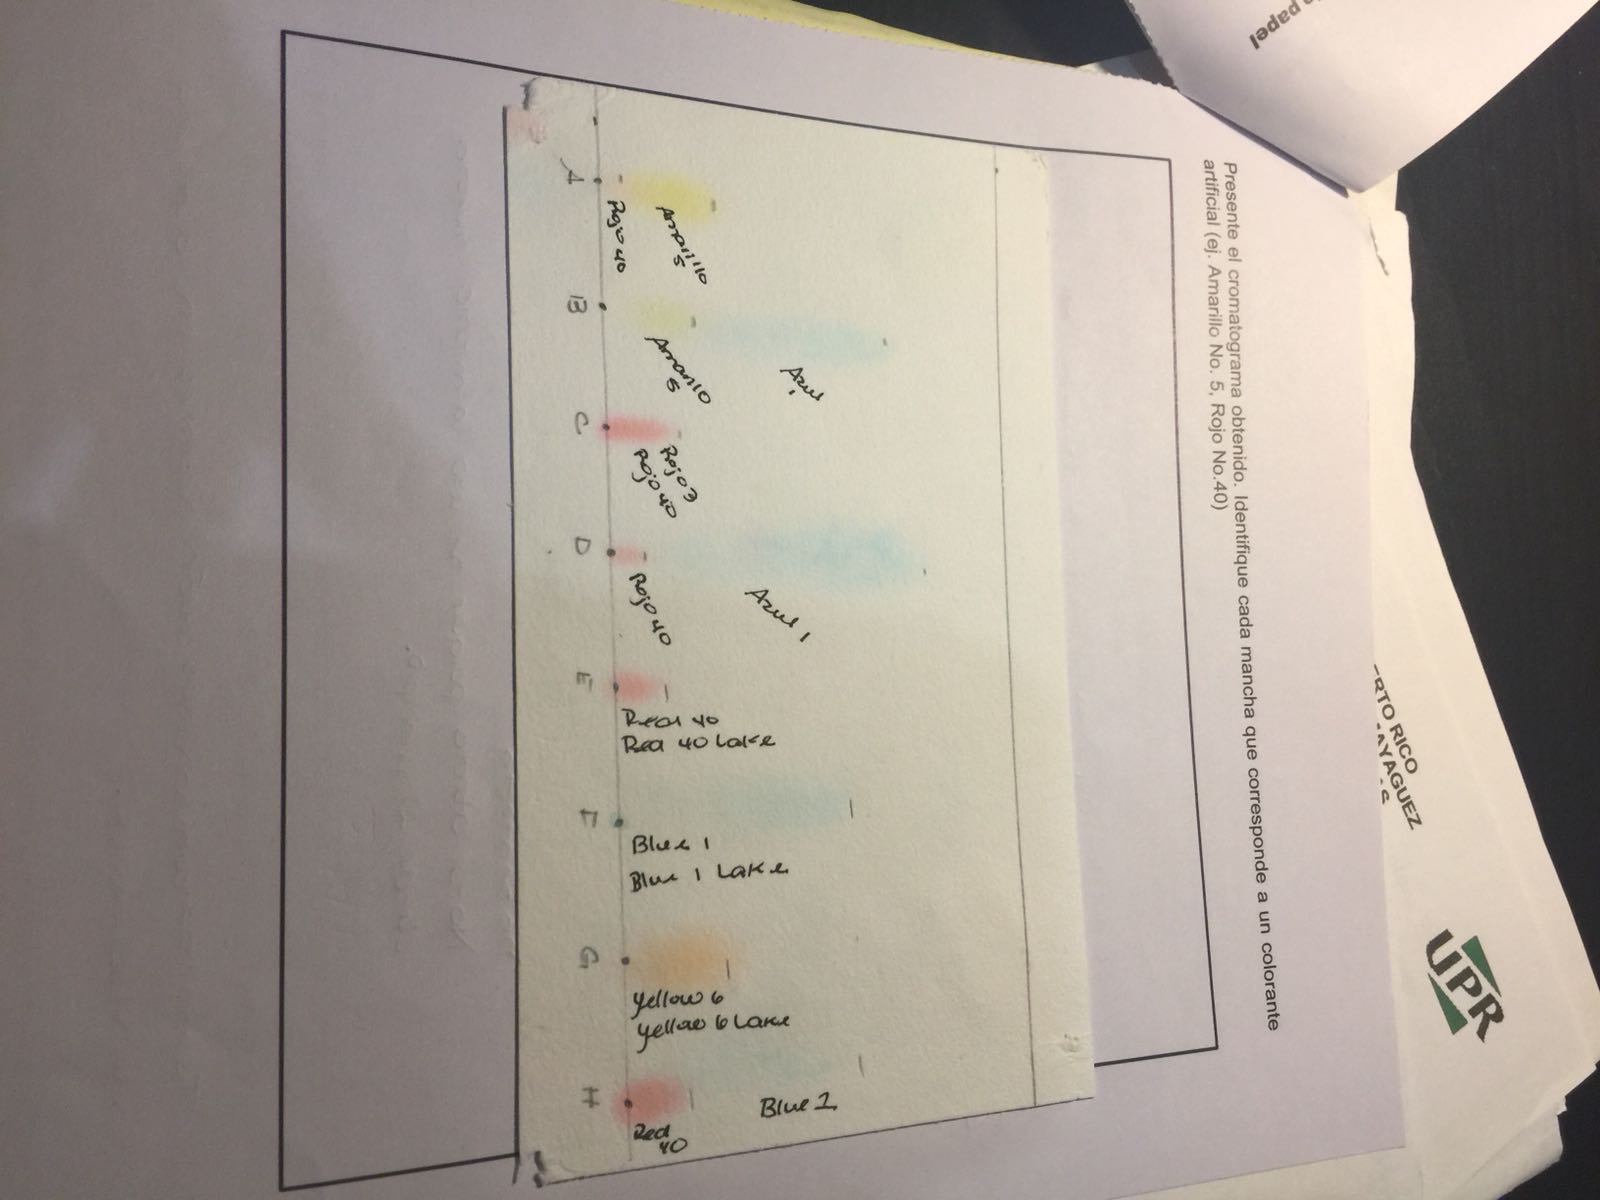 papel
Presente el cromatograma obtenido. Identifique cada mancha que corresponde a un colorante
artificial (ej. Amarillo No. 5, Rojo No.40)
RTO RICO
AYAGUEZ
UPR
A
Rojo 40
Amarillo
5
B
Amarillo
5
Azul
1
C
Rojo 3
Rojo 40
D
Rojo 40
Azul 1
E
Red 40
Red 40 Lake
F
Blue 1
Blue 1 Lake
G
Yellow 6
Yellow 6 Lake
H
Red
40
Blue 1